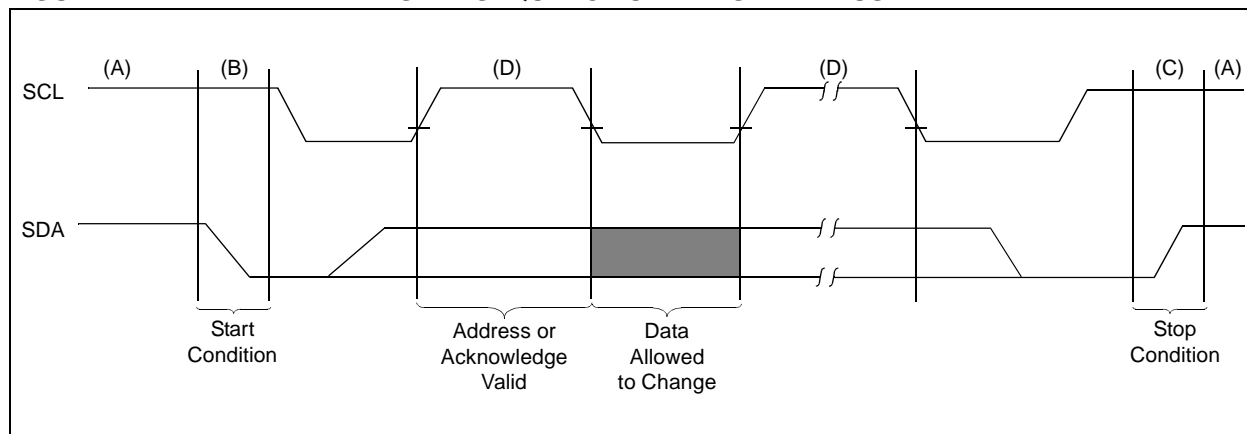 (A) (B) (D) (D) (C) (A)
SCL
SDA
Start
Condition
Address or
Acknowledge
Valid
Data
Allowed
to Change
Stop
Condition